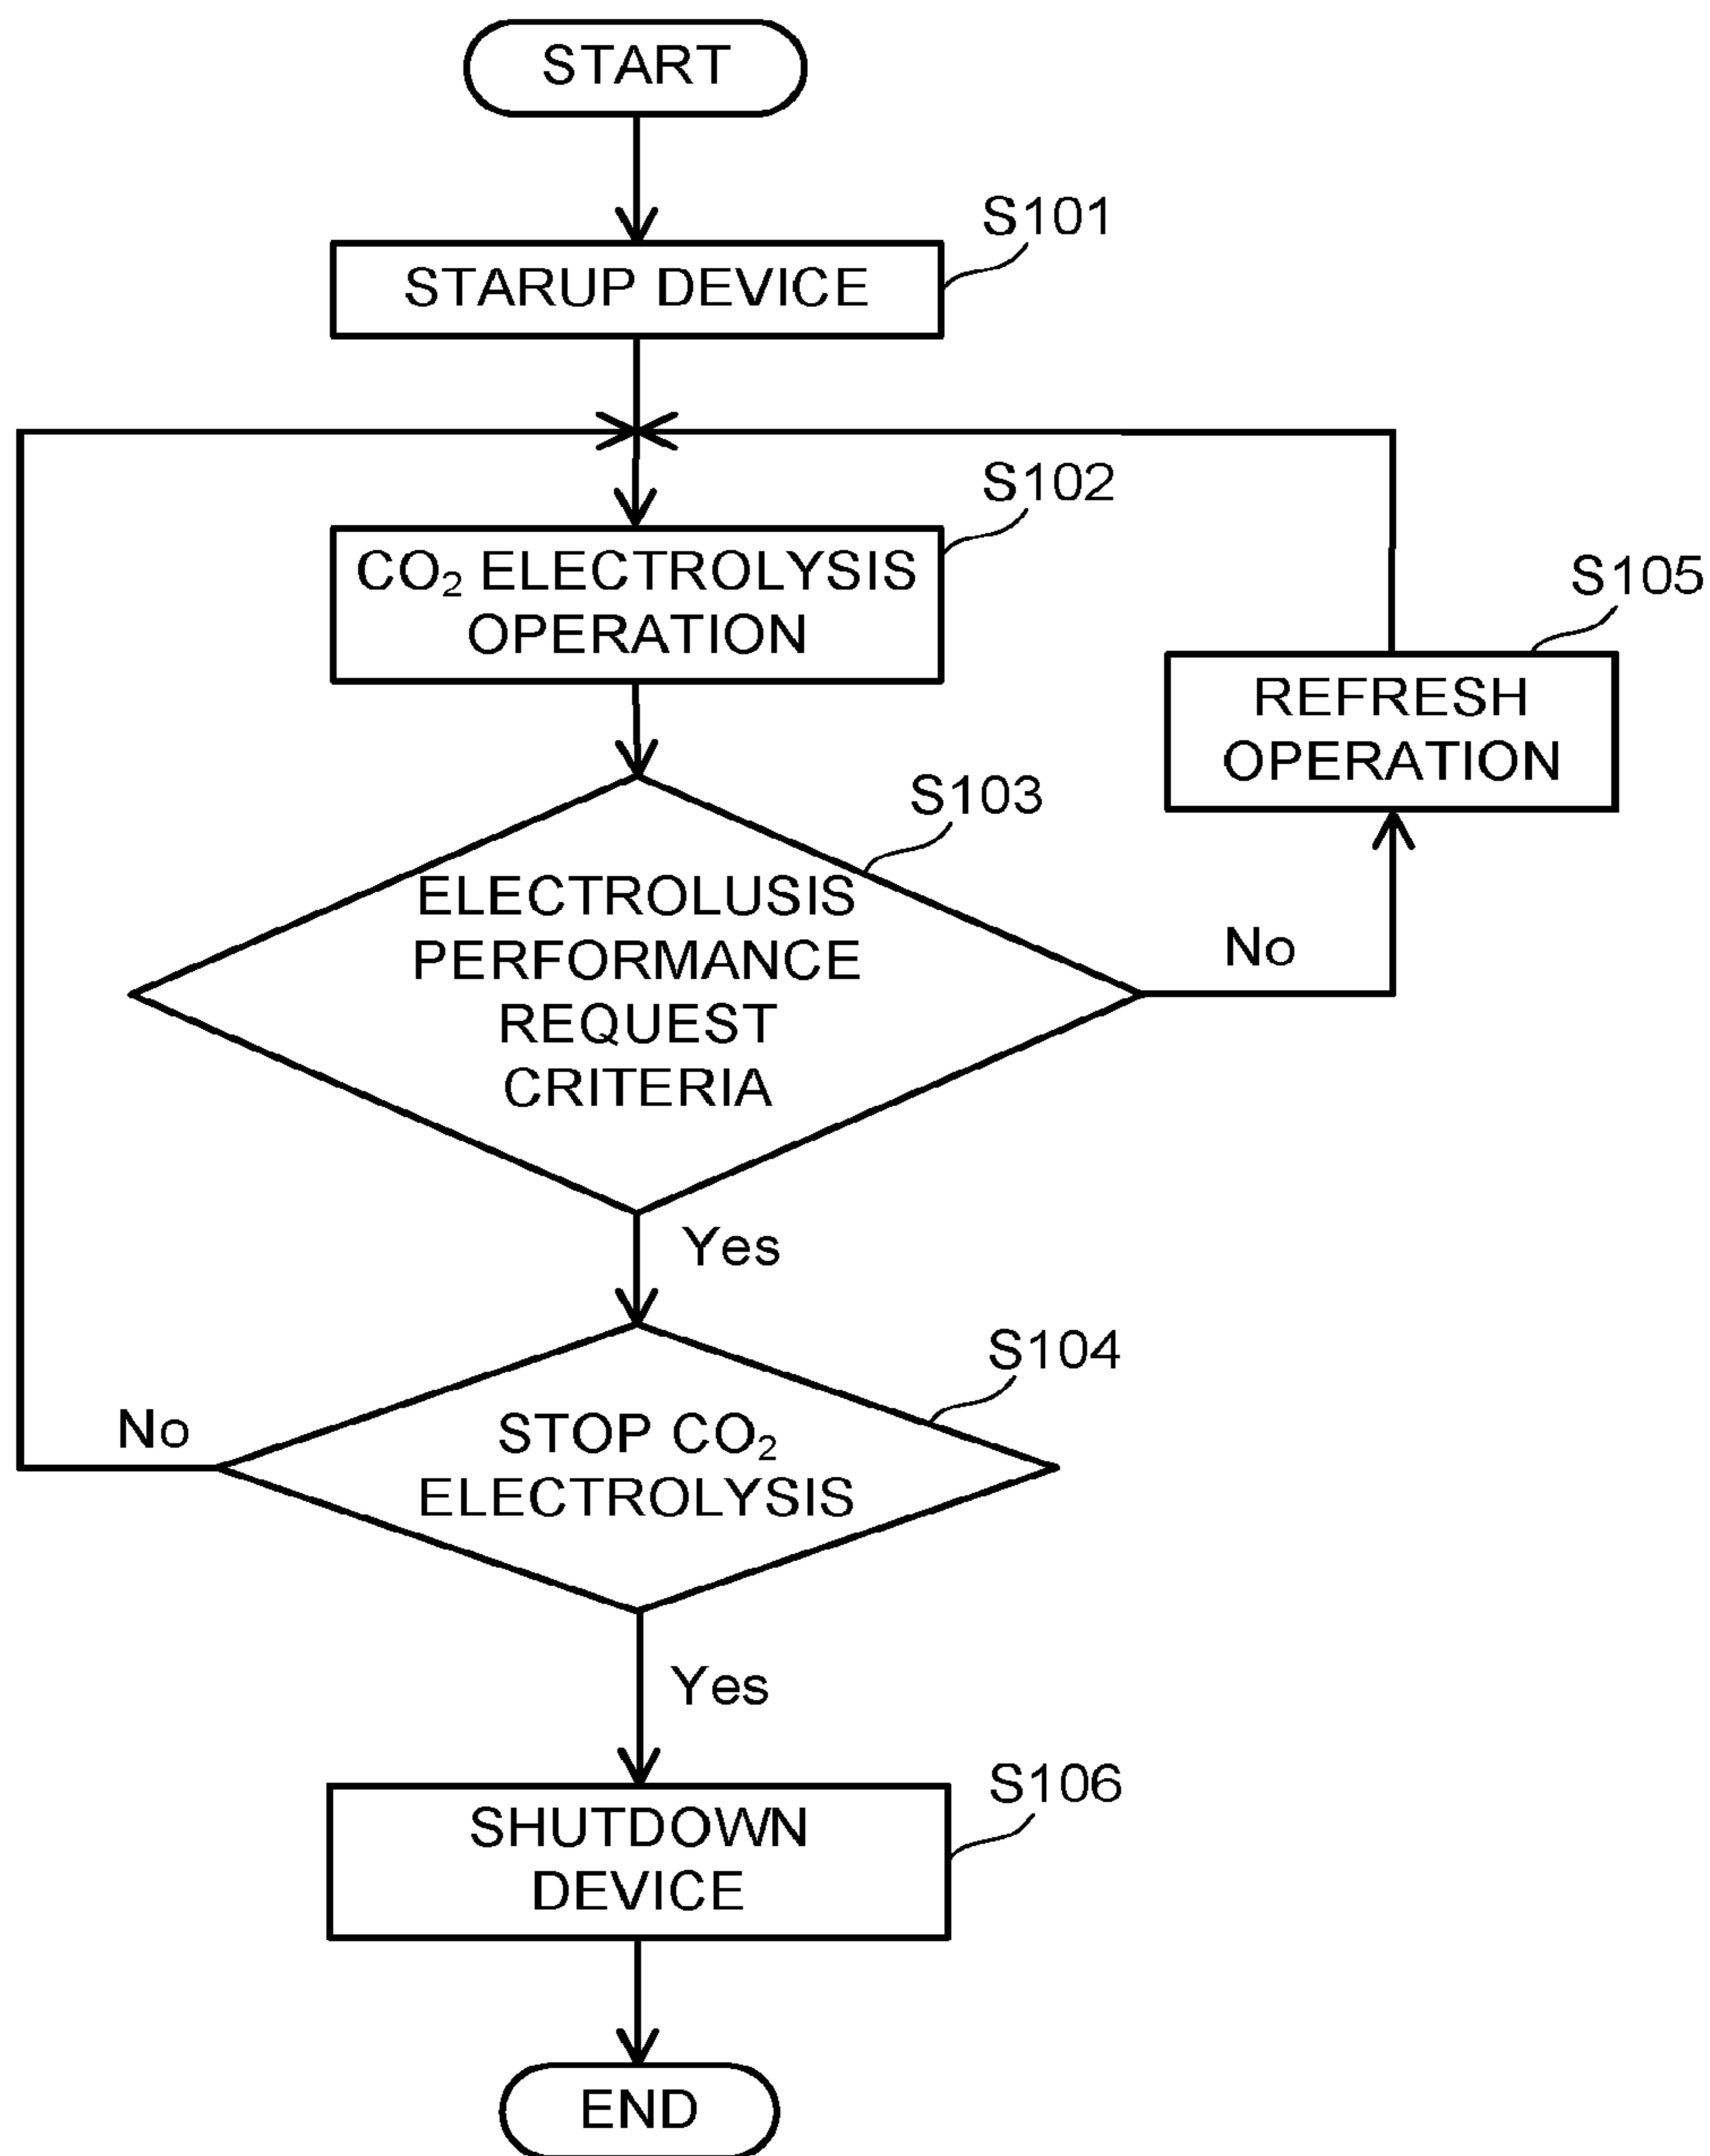 START
S101
STARUP DEVICE
S102
CO₂ ELECTROLYSIS
OPERATION
S105
REFRESH
OPERATION
S103
ELECTROLUSIS
PERFORMANCE
REQUEST
CRITERIA
No
Yes
S104
No
STOP CO₂
ELECTROLYSIS
Yes
S106
SHUTDOWN
DEVICE
END